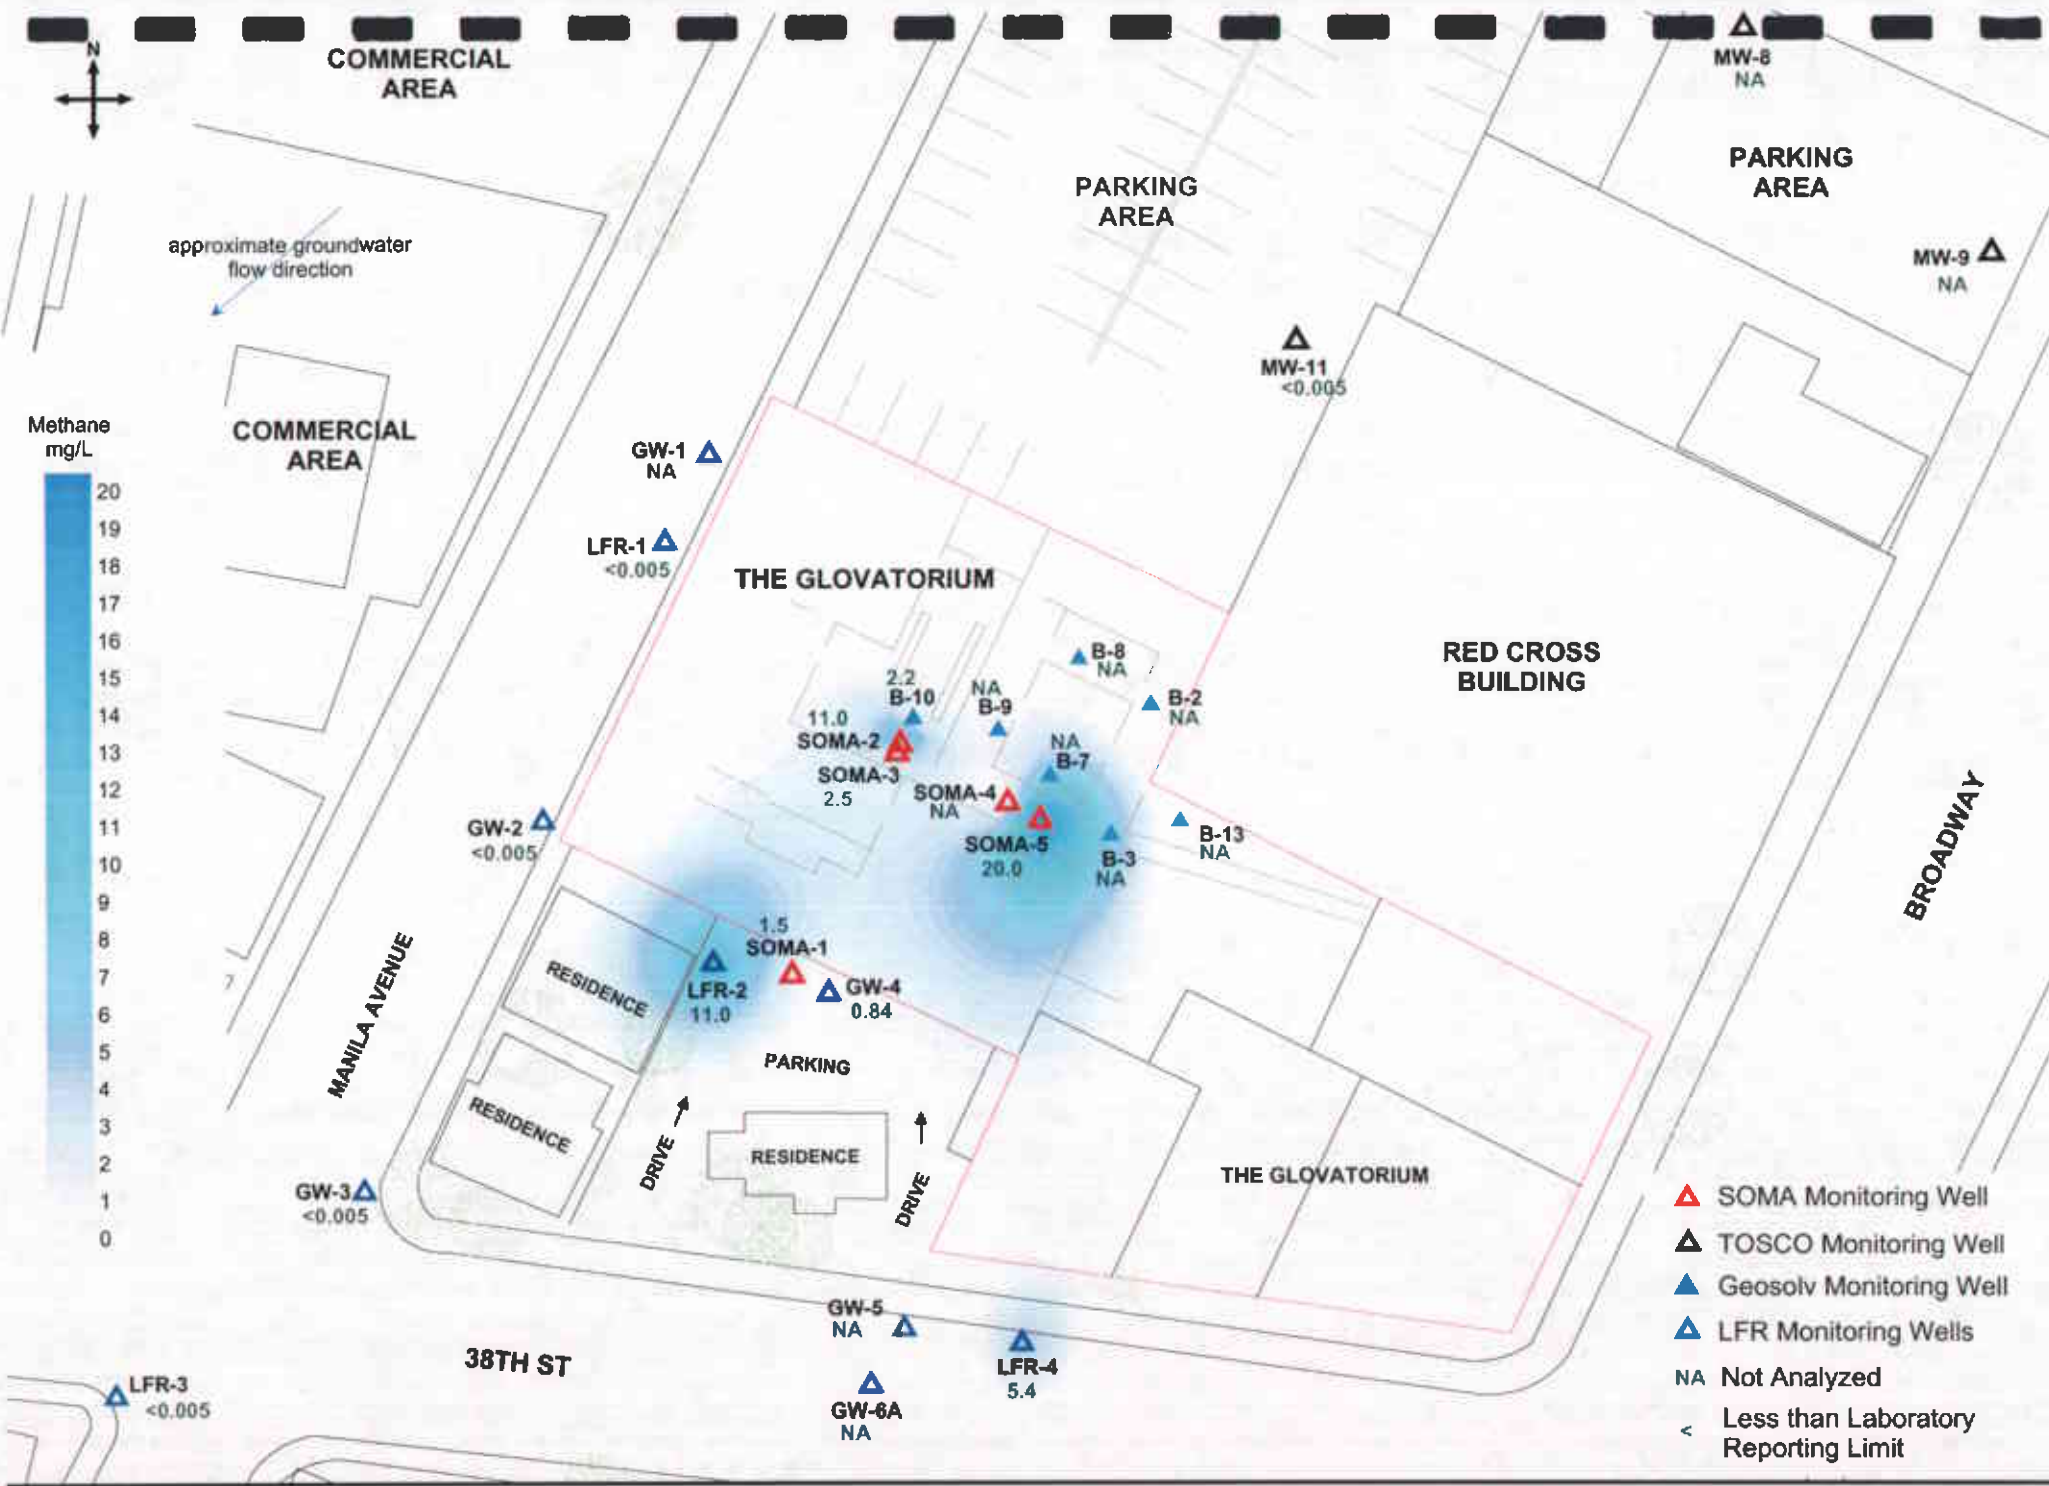 N
COMMERCIAL
AREA
MW-8
NA
PARKING
AREA
PARKING
AREA
approximate groundwater
flow direction
MW-9
NA
MW-11
<0.005
Methane
mg/L
COMMERCIAL
AREA
GW-1
NA
20
19
18
17
16
15
14
13
12
11
10
9
8
7
6
5
4
3
2
1
0
LFR-1
<0.005
THE GLOVATORIUM
RED CROSS
BUILDING
B-8
NA
2.2
B-10
NA
B-9
B-2
NA
11.0
SOMA-2
NA
B-7
SOMA-3
2.5
SOMA-4
NA
GW-2
<0.005
SOMA-5
20.0
B-3
NA
B-13
NA
BROADWAY
1.5
SOMA-1
MANILA AVENUE
RESIDENCE
LFR-2
11.0
GW-4
0.84
PARKING
RESIDENCE
DRIVE
RESIDENCE
DRIVE
THE GLOVATORIUM
GW-3
<0.005
SOMA Monitoring Well
TOSCO Monitoring Well
Geosolv Monitoring Well
LFR Monitoring Wells
NA Not Analyzed
< Less than Laboratory
Reporting Limit
GW-5
NA
38TH ST
LFR-4
5.4
LFR-3
<0.005
GW-6A
NA